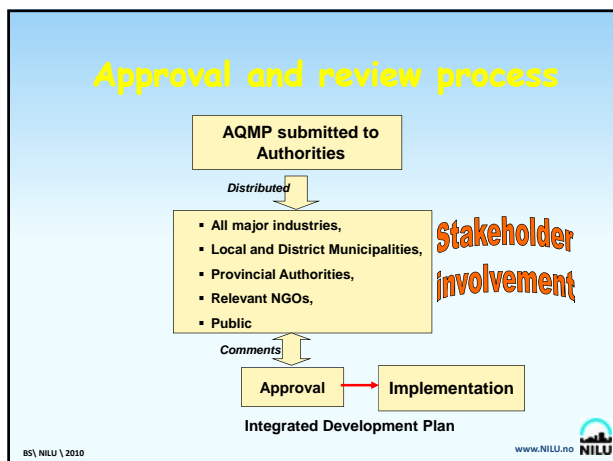 Approval and review process
AQMP submitted to
Authorities
Distributed
▪ All major industries,
▪ Local and District Municipalities,
▪ Provincial Authorities,
▪ Relevant NGOs,
▪ Public
Stakeholder
involvement
Comments
Approval
Implementation
Integrated Development Plan
BS\ NILU \ 2010
www.NILU.no
NILU